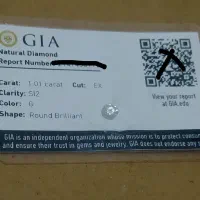 GIA
Natural Diamond
Report Number
Carat: 1.01 carat Cut: EX
Clarity: SI2
Color: G
Shape: Round Brilliant
View your report
at GIA.edu
GIA is an independent organization whose mission is to protect consum
and ensure their trust in gems and jewelry. GIA does not endorse any